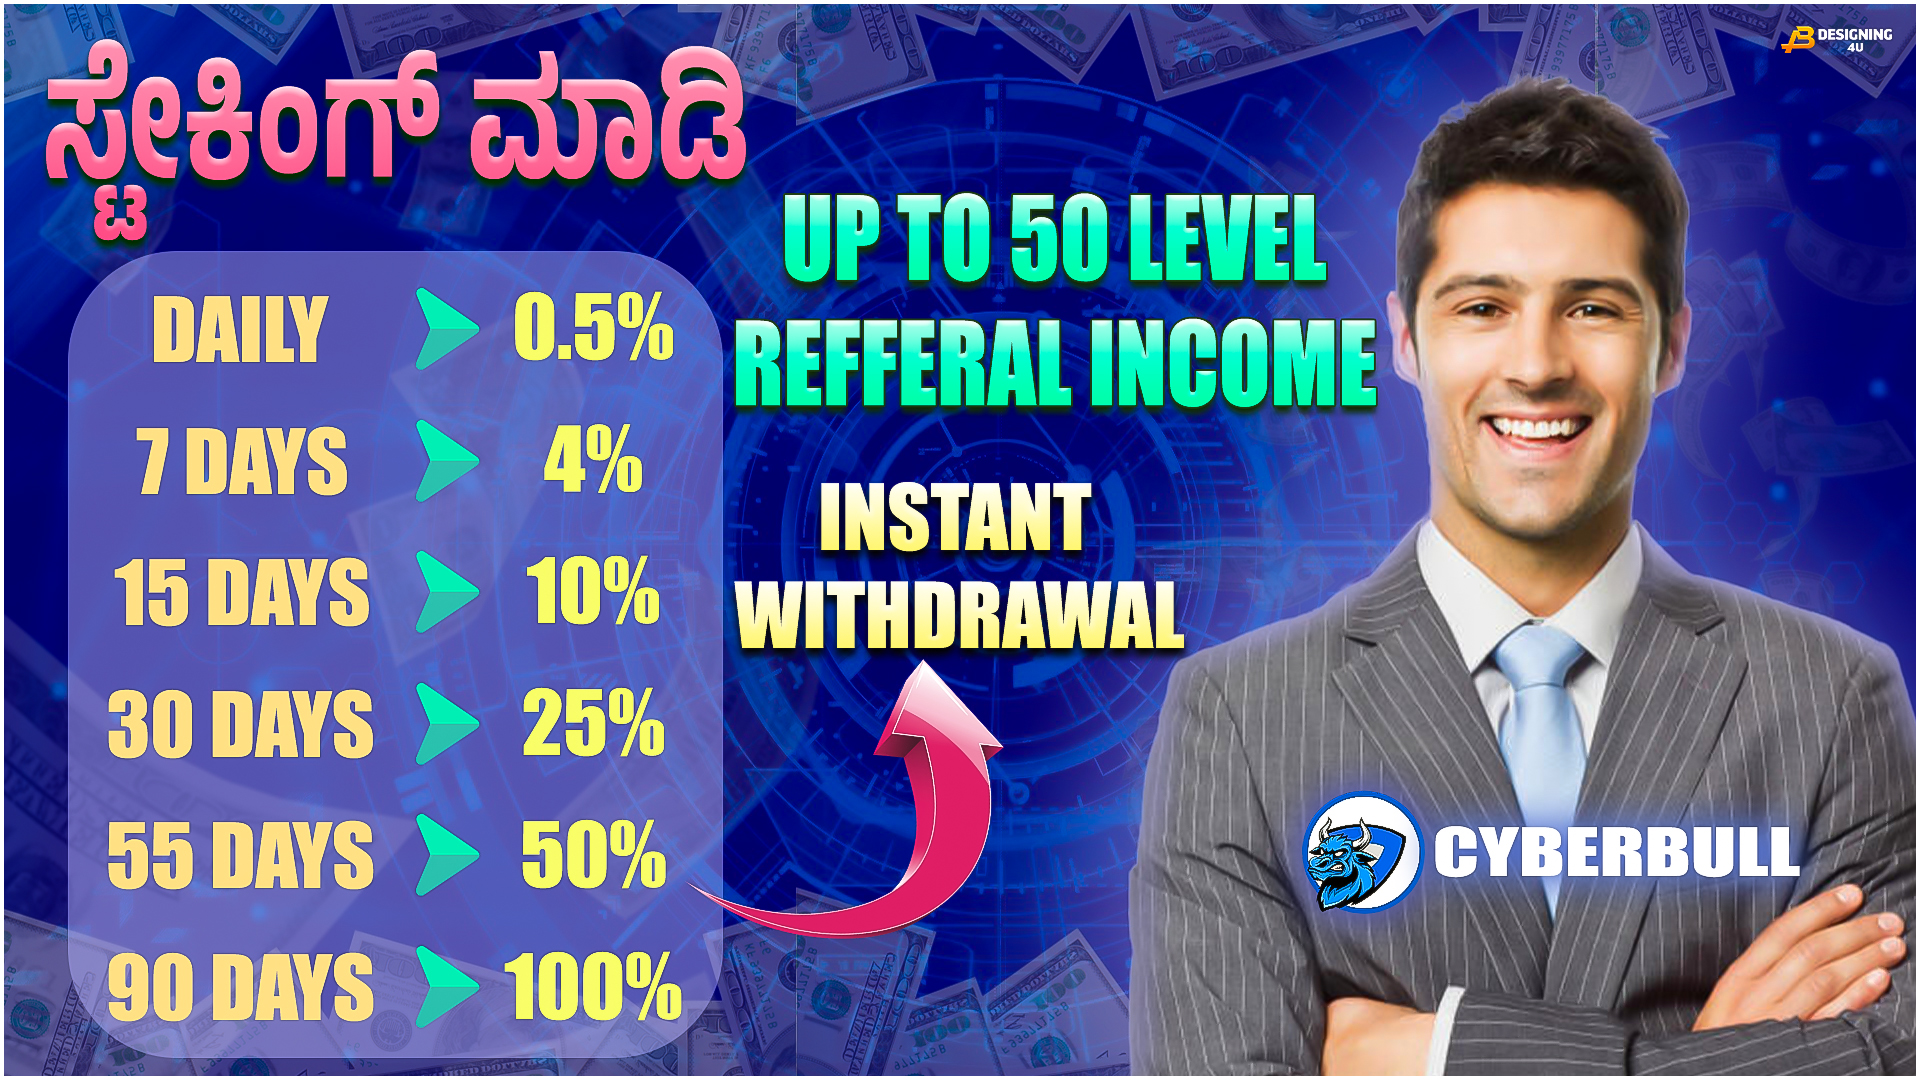 ಸ್ಟೇಕಿಂಗ್ ಮಾಡಿ
DAILY 0.5%
7 DAYS 4%
15 DAYS 10%
30 DAYS 25%
55 DAYS 50%
90 DAYS 100%
UP TO 50 LEVEL
REFFERAL INCOME
INSTANT
WITHDRAWAL
CYBERBULL
DESIGNING
4U